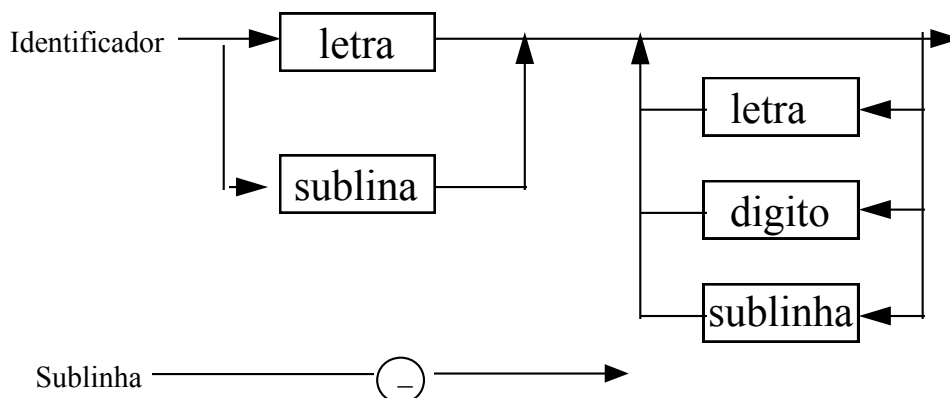 Identificador letra
letra
sublina
digito
sublinha
Sublinha _